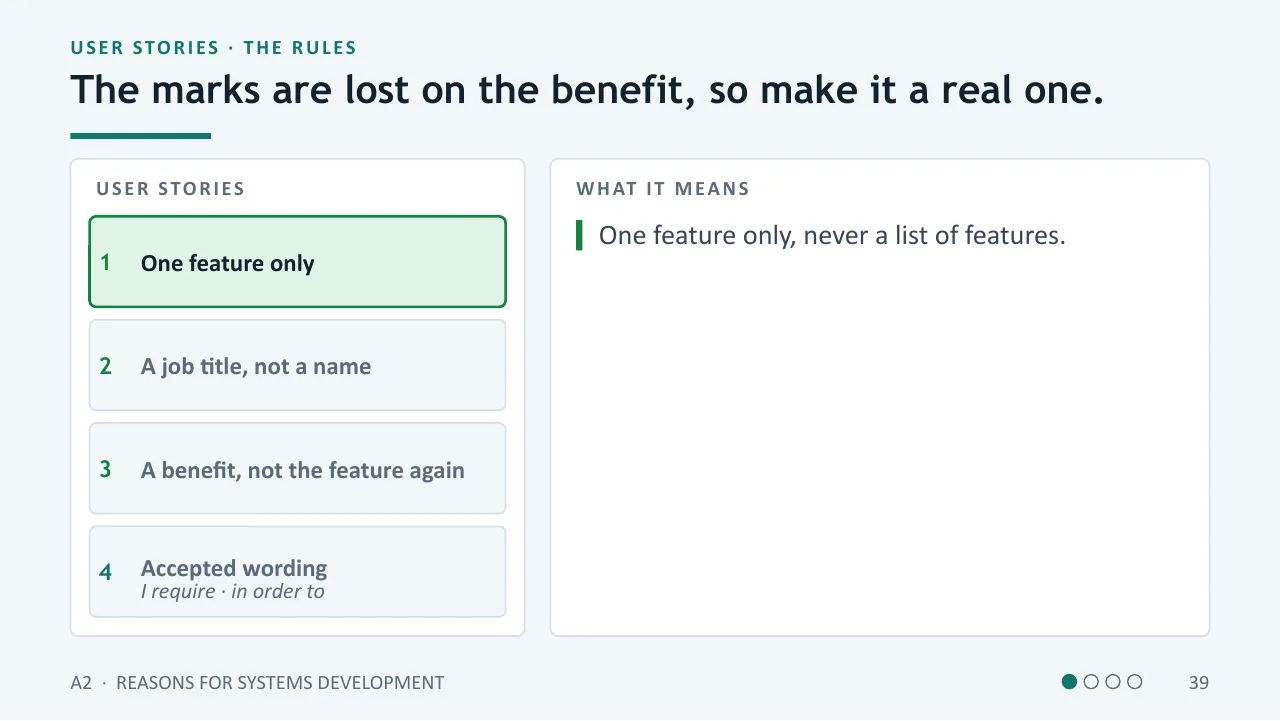 USER STORIES · THE RULES
The marks are lost on the benefit, so make it a real one.
USER STORIES
1 One feature only
2 A job title, not a name
3 A benefit, not the feature again
4 Accepted wording
I require · in order to
WHAT IT MEANS
One feature only, never a list of features.
A2 · REASONS FOR SYSTEMS DEVELOPMENT
39